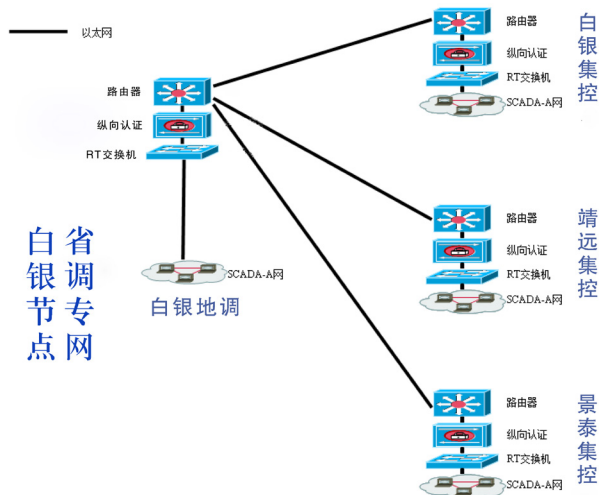 以太网
路由器
纵向认证
RT交换机
SCADA-A网
白银地调
省调专网
白银节点
路由器
纵向认证
RT交换机
SCADA-A网
白银集控
路由器
纵向认证
RT交换机
SCADA-A网
靖远集控
路由器
纵向认证
RT交换机
SCADA-A网
景泰集控